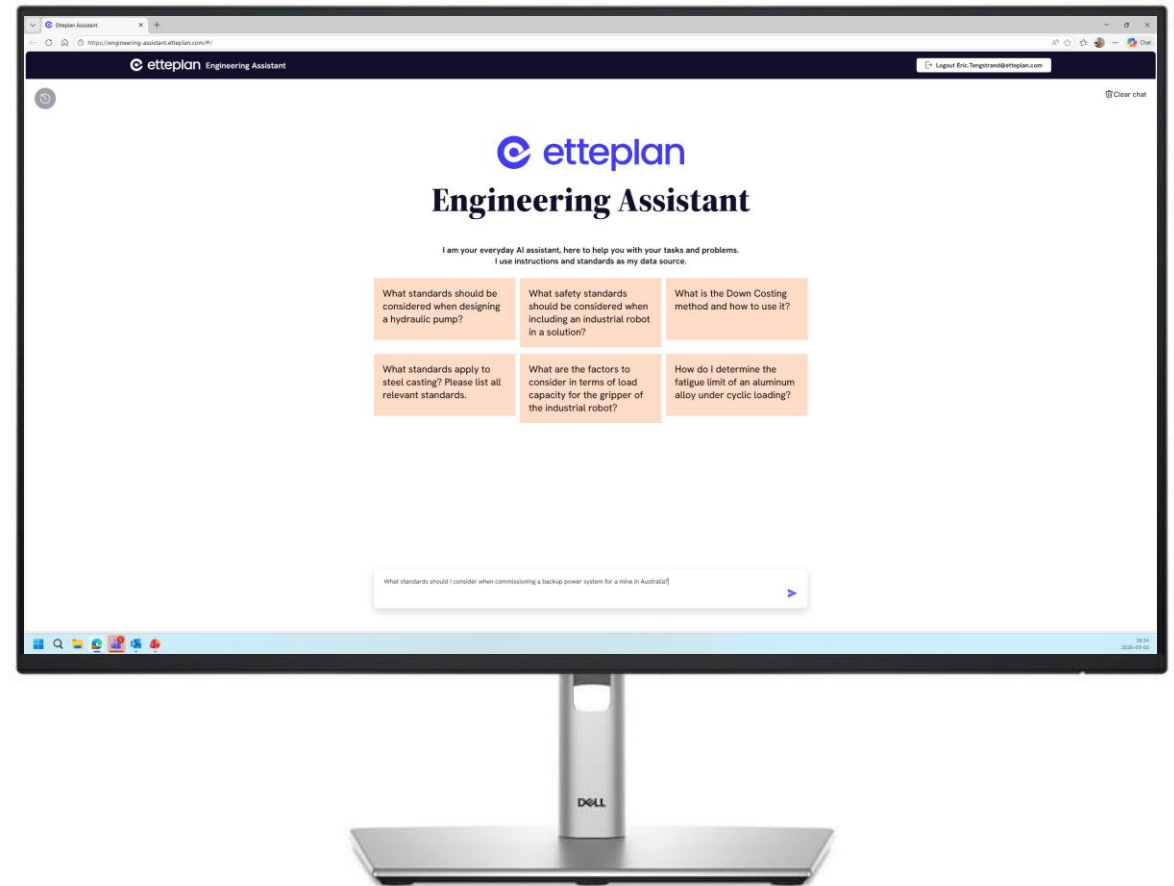 Etteplan Assistant
https://engineering-assistant.etteplan.com/#/
Chat
etteplan Engineering Assistant
Logout Eric.Tengstrand@etteplan.com
Clear chat
etteplan
Engineering Assistant
I am your everyday AI assistant, here to help you with your tasks and problems.
I use instructions and standards as my data source.
What standards should be
considered when designing
a hydraulic pump?
What safety standards
should be considered when
including an industrial robot
in a solution?
What is the Down Costing
method and how to use it?
What standards apply to
steel casting? Please list all
relevant standards.
What are the factors to
consider in terms of load
capacity for the gripper of
the industrial robot?
How do I determine the
fatigue limit of an aluminum
alloy under cyclic loading?
What standards should I consider when commissioning a backup power system for a mine in Australia?
DELL